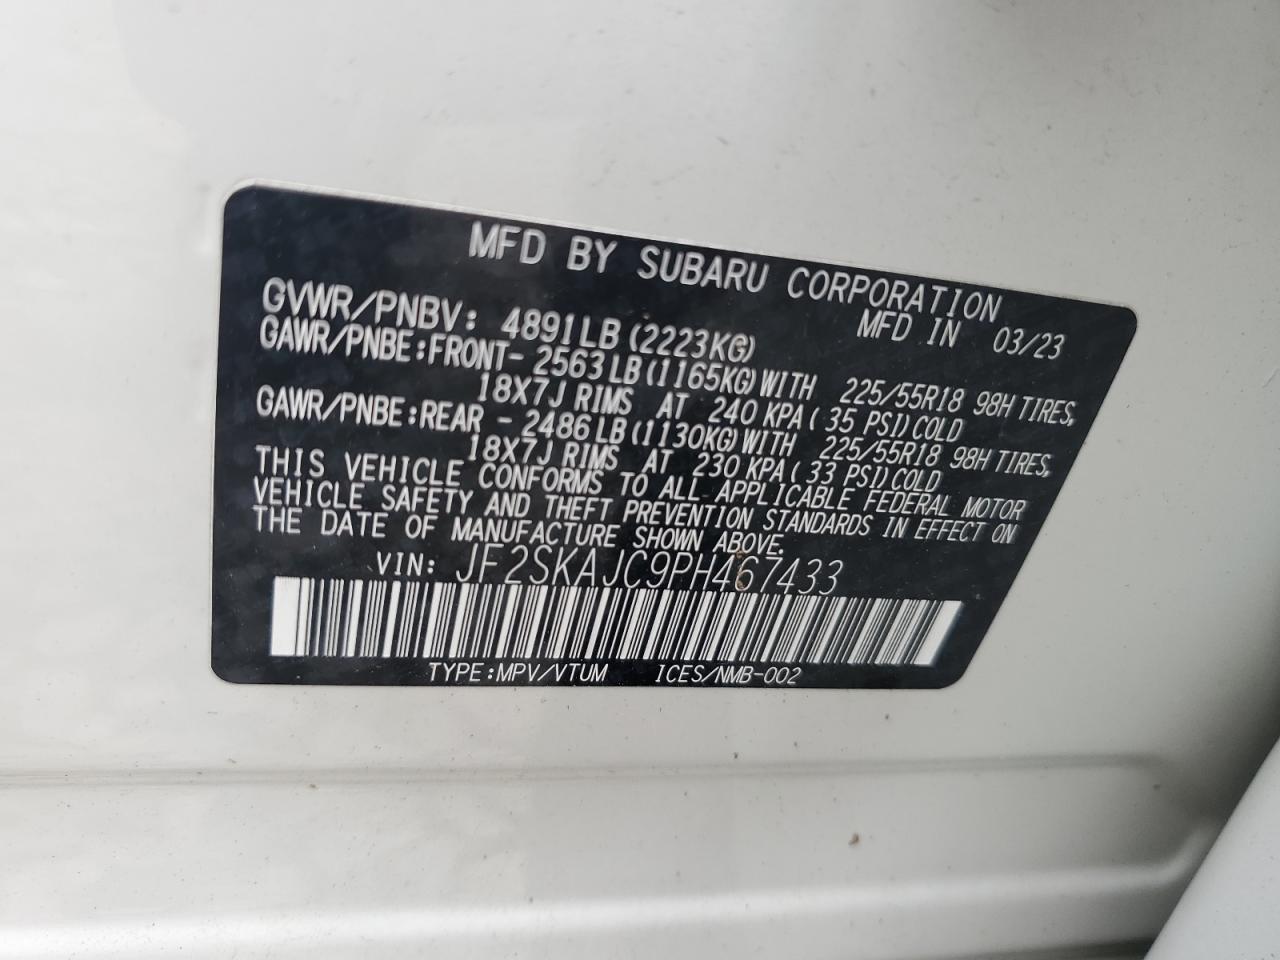 MFD BY SUBARU CORPORATION
MFD IN 03/23
GVWR/PNBV: 4891LB(2223KG)
GAWR/PNBE:FRONT- 2563LB(1165KG)WITH 225/55R18 98H TIRES,
18X7J RIMS AT 240 KPA( 35 PSI)COLD
GAWR/PNBE:REAR - 2486LB(1130KG)WITH 225/55R18 98H TIRES,
18X7J RIMS AT 230 KPA( 33 PSI)COLD
THIS VEHICLE CONFORMS TO ALL APPLICABLE FEDERAL MOTOR
VEHICLE SAFETY AND THEFT PREVENTION STANDARDS IN EFFECT ON
THE DATE OF MANUFACTURE SHOWN ABOVE.
VIN: JF2SKAJC9PH467433
TYPE:MPV/VTUM ICES/NMB-002